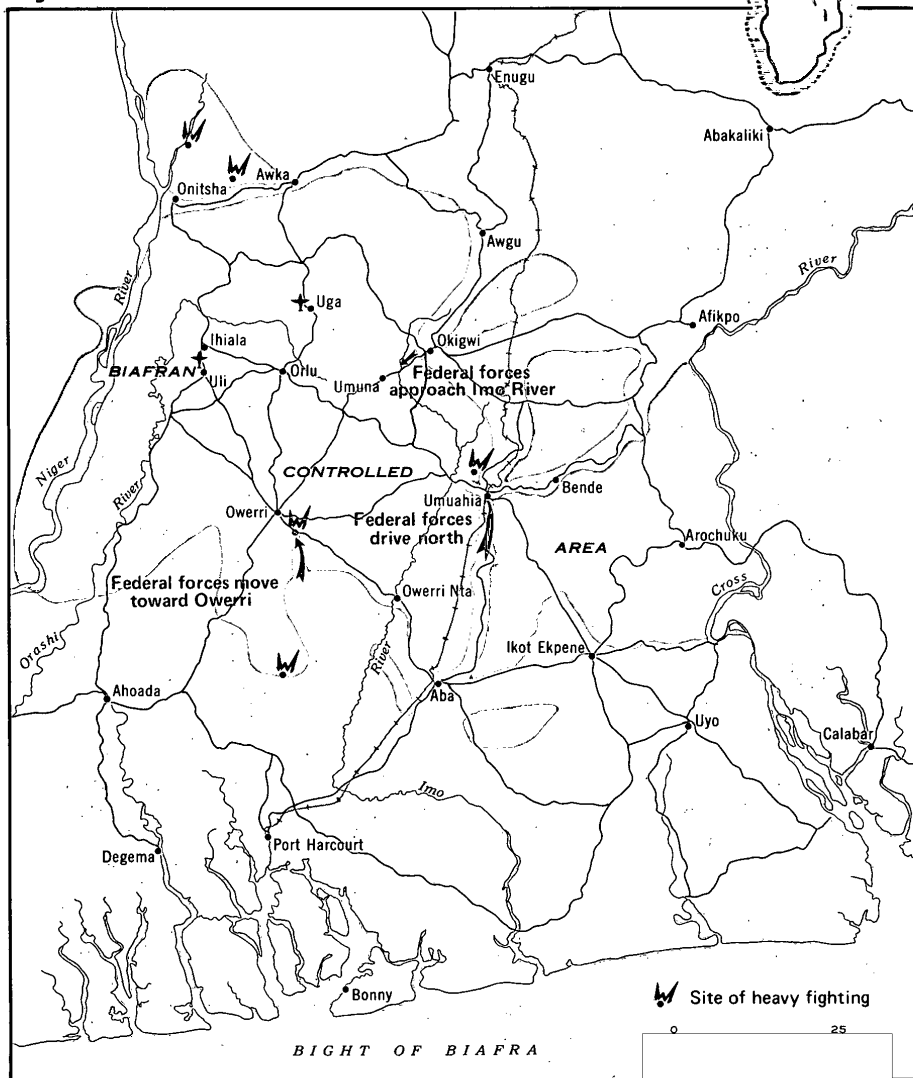 Enugu
Abakaliki
Awka
Onitsha
Awgu
River
River
Uga
Afikpo
Ihiala
Okigwi
BIAFRAN
Uli
Orlu
Umuna
Federal forces
approach Imo River
Niger
River
CONTROLLED
Umuahia
Bende
Owerri
Federal forces
drive north
AREA
Arochuku
Federal forces move
toward Owerri
Owerri Nta
Cross
Orashi
River
Ikot Ekpene
Ahoada
Aba
Uyo
Calabar
Imo
Port Harcourt
Degema
Bonny
Site of heavy fighting
0 25
BIGHT OF BIAFRA